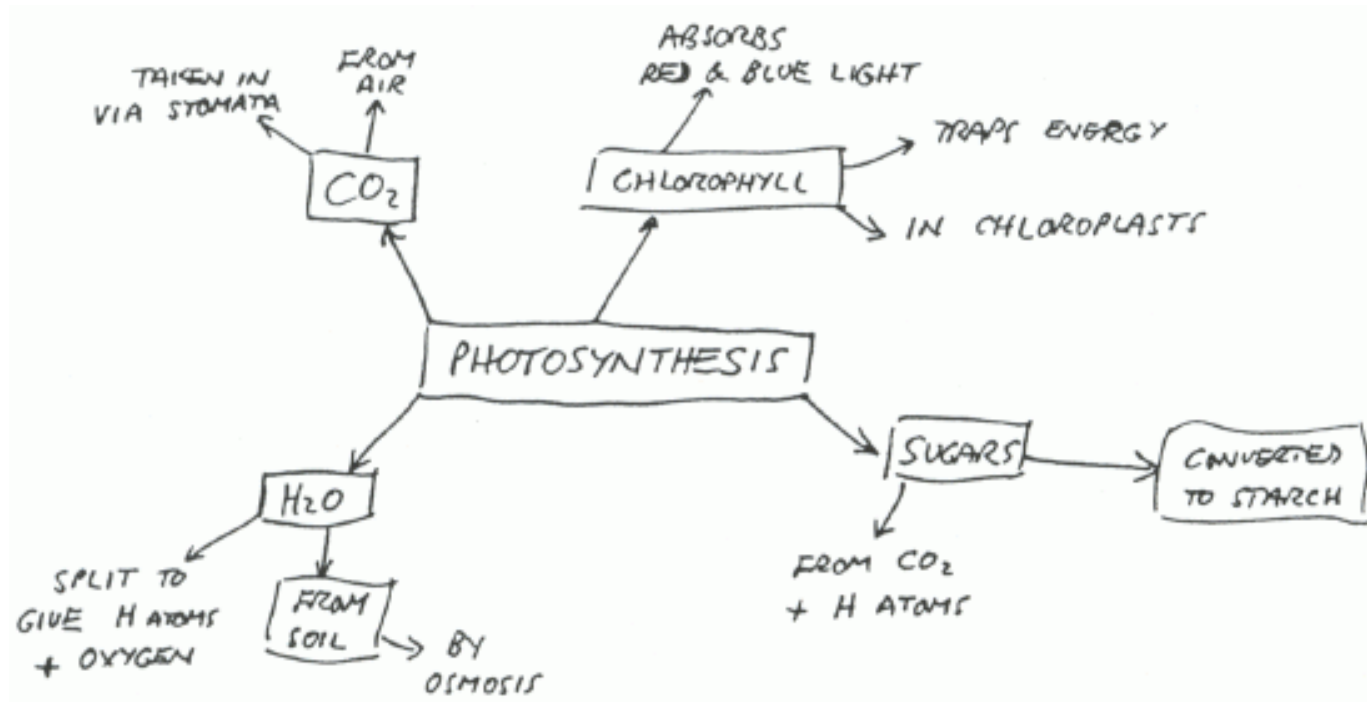 TAKEN IN
VIA STOMATA
FROM
AIR
CO₂
ABSORBS
RED & BLUE LIGHT
CHLOROPHYLL
TRAPS ENERGY
IN CHLOROPLASTS
PHOTOSYNTHESIS
H₂O
SPLIT TO
GIVE H ATOMS
+ OXYGEN
FROM
SOIL
BY
OSMOSIS
SUGARS
FROM CO₂
+ H ATOMS
CONVERTED
TO STARCH